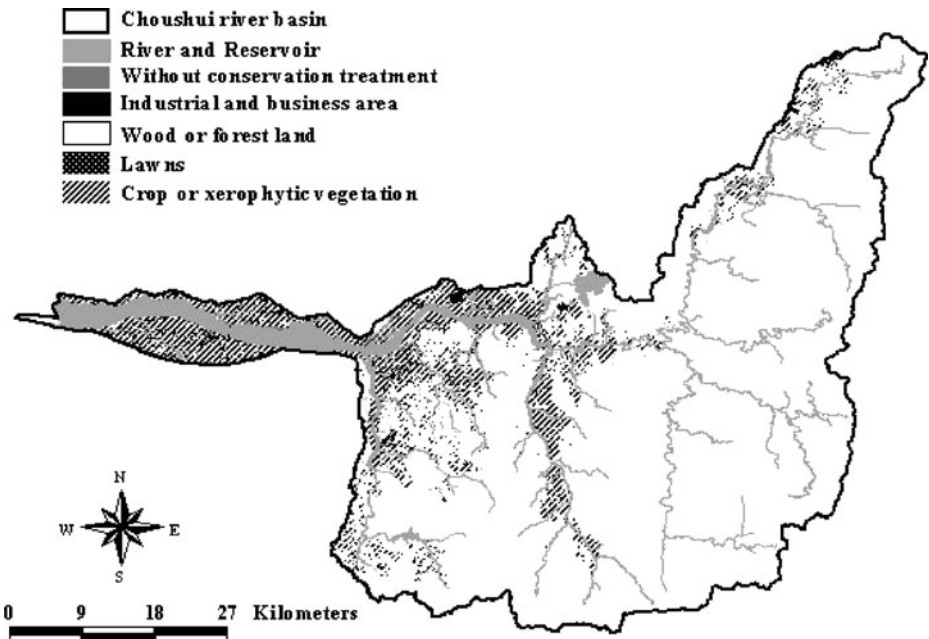 Choushui river basin
River and Reservoir
Without conservation treatment
Industrial and business area
Wood or forest land
Lawns
Crop or xerophytic vegetation
N
W E
S
0 9 18 27 Kilometers